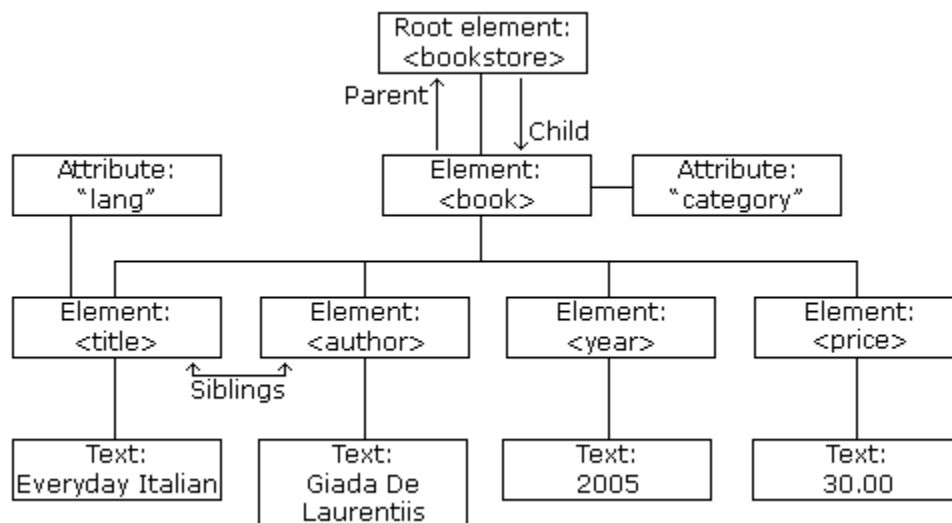 Root element:
<bookstore>
Parent
Child
Attribute:
“lang”
Element:
<book>
Attribute:
“category”
Element:
<title>
Element:
<author>
Element:
<year>
Element:
<price>
Siblings
Text:
Everyday Italian
Text:
Giada De
Laurentiis
Text:
2005
Text:
30.00